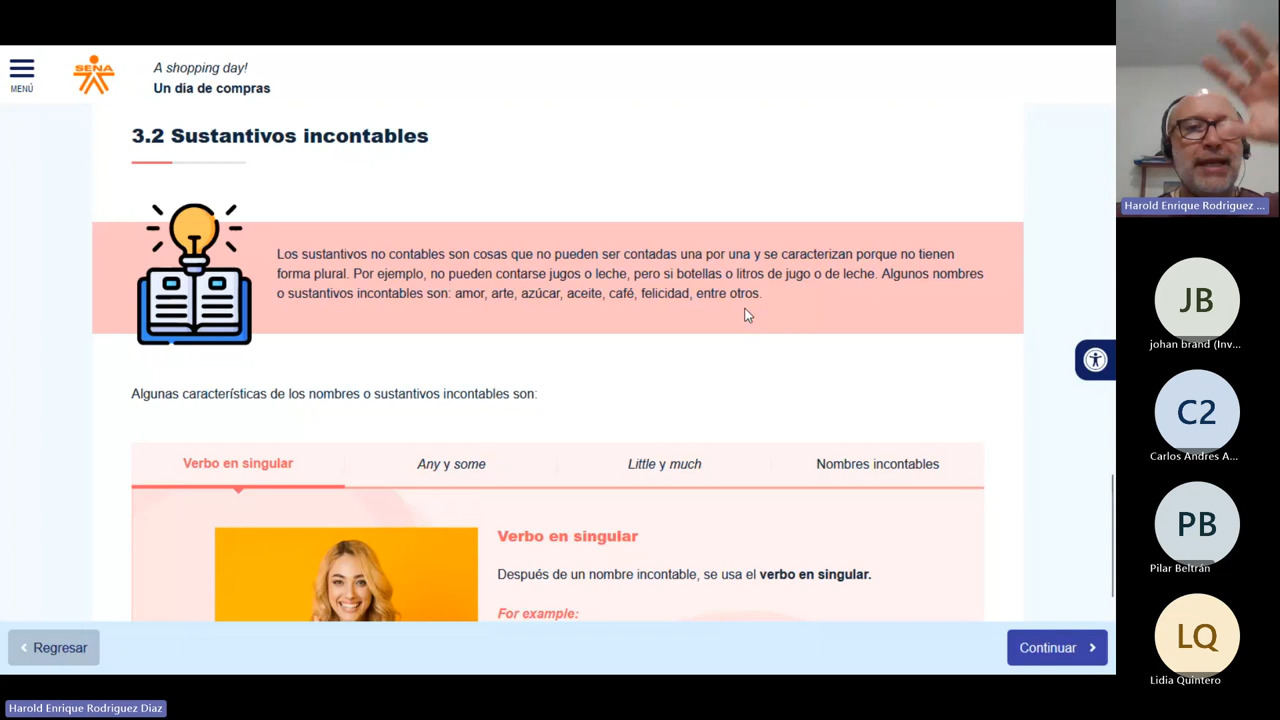 MENÚ
SENA
A shopping day!
Un dia de compras
3.2 Sustantivos incontables
Los sustantivos no contables son cosas que no pueden ser contadas una por una y se caracterizan porque no tienen
forma plural. Por ejemplo, no pueden contarse jugos o leche, pero si botellas o litros de jugo o de leche. Algunos nombres
o sustantivos incontables son: amor, arte, azúcar, aceite, café, felicidad, entre otros.
Algunas características de los nombres o sustantivos incontables son:
Verbo en singular
Any y some
Little y much
Nombres incontables
Verbo en singular
Después de un nombre incontable, se usa el verbo en singular.
For example:
Regresar
Continuar
Harold Enrique Rodriguez Diaz
Harold Enrique Rodriguez ...
JB
johan brand (Inv...
C2
Carlos Andres A...
PB
Pilar Beltrán
LQ
Lidia Quintero